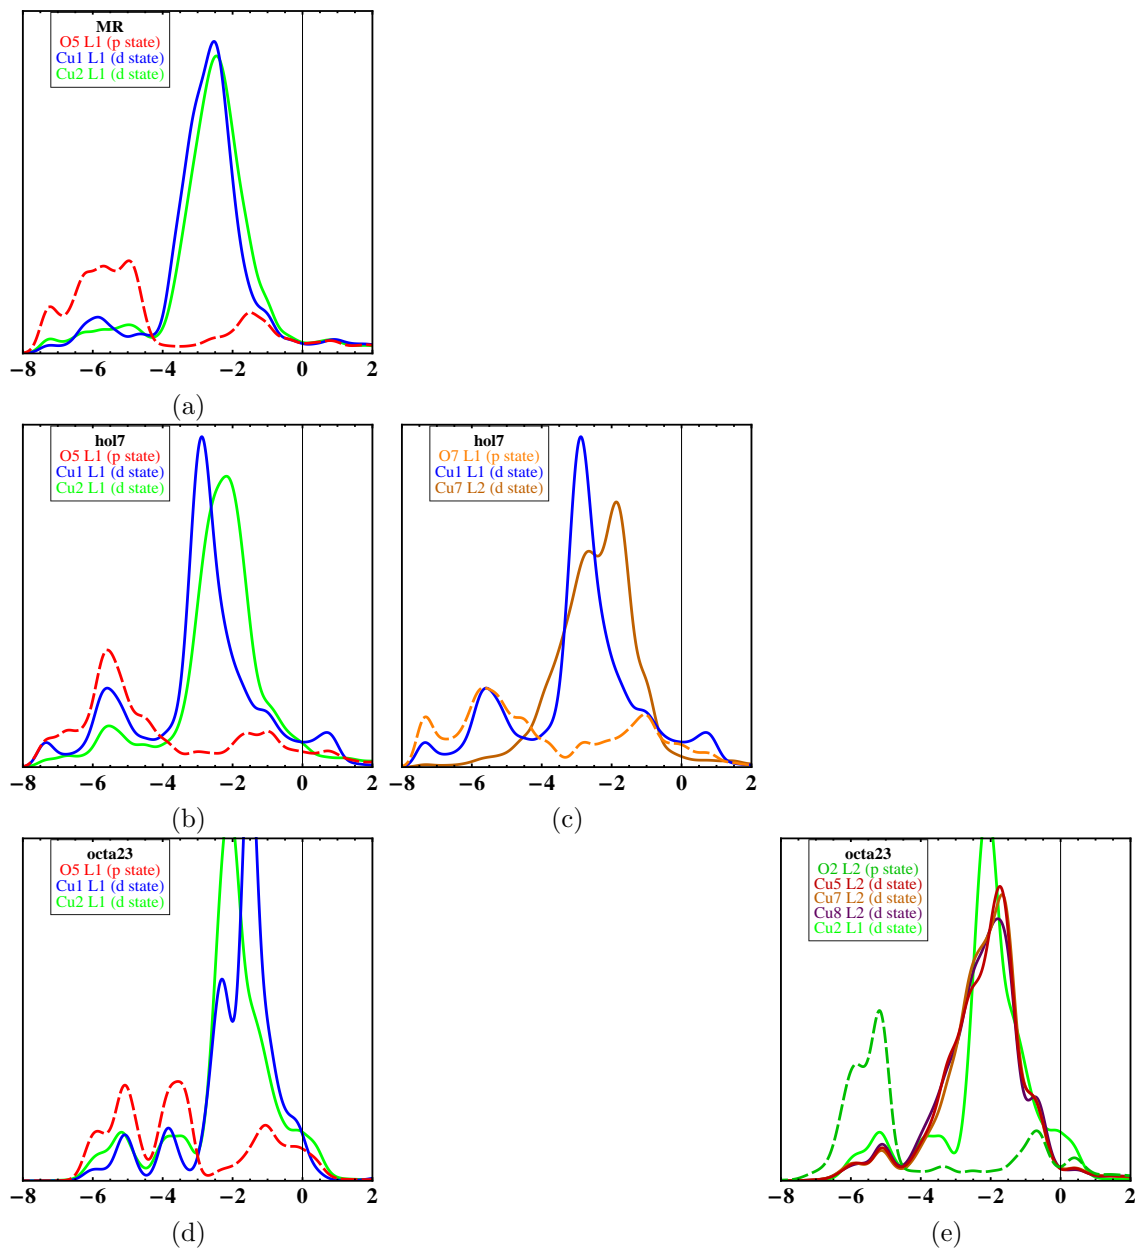 MR
O5 L1 (p state)
Cu1 L1 (d state)
Cu2 L1 (d state)
−8 −6 −4 −2 0 2
(a)
hol7
O5 L1 (p state)
Cu1 L1 (d state)
Cu2 L1 (d state)
−8 −6 −4 −2 0 2
(b)
hol7
O7 L1 (p state)
Cu1 L1 (d state)
Cu7 L2 (d state)
−8 −6 −4 −2 0 2
(c)
octa23
O5 L1 (p state)
Cu1 L1 (d state)
Cu2 L1 (d state)
−8 −6 −4 −2 0 2
(d)
octa23
O2 L2 (p state)
Cu5 L2 (d state)
Cu7 L2 (d state)
Cu8 L2 (d state)
Cu2 L1 (d state)
−8 −6 −4 −2 0 2
(e)